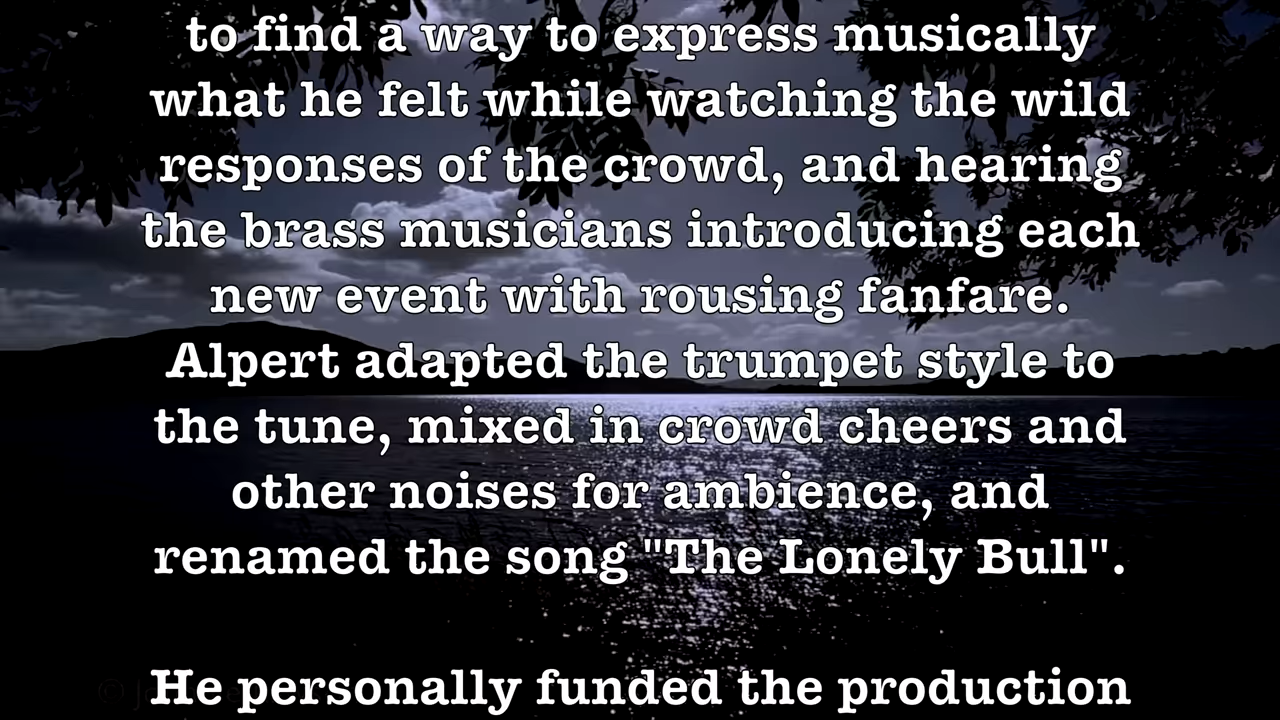 to find a way to express musically
what he felt while watching the wild
responses of the crowd, and hearing
the brass musicians introducing each
new event with rousing fanfare.
Alpert adapted the trumpet style to
the tune, mixed in crowd cheers and
other noises for ambience, and
renamed the song "The Lonely Bull".
He personally funded the production